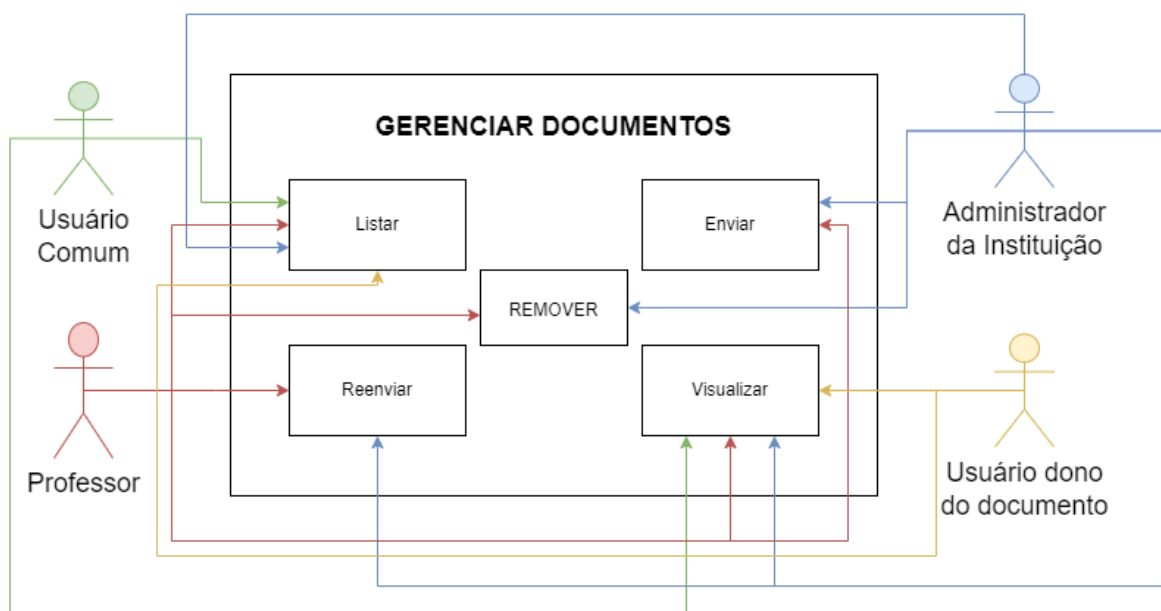 GERENCIAR DOCUMENTOS
Usuário
Comum
Listar
Enviar
Administrador
da Instituição
REMOVER
Professor
Reenviar
Visualizar
Usuário dono
do documento